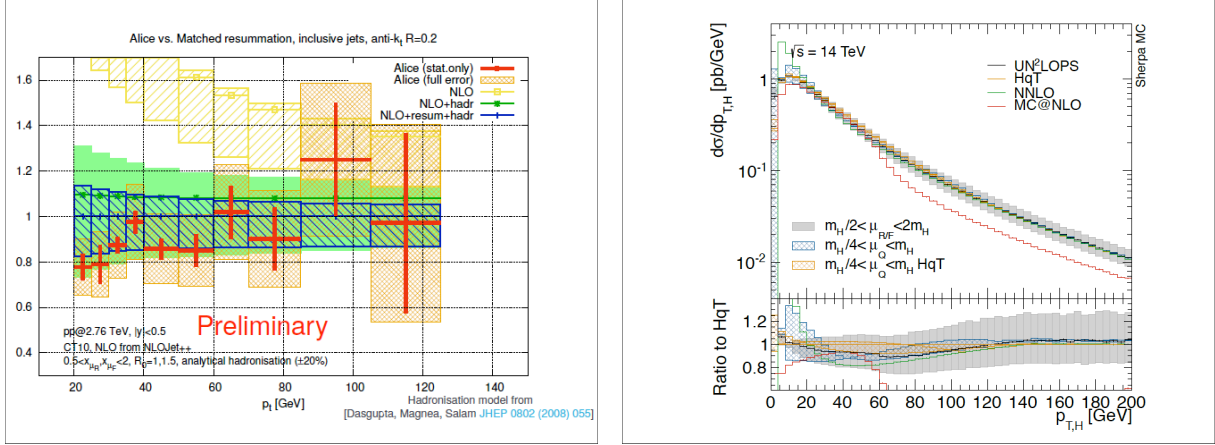 Alice vs. Matched resummation, inclusive jets, anti-kt R=0.2
1.6
1.4
1.2
1
0.8
0.6
0.4
Alice (stat.only)
Alice (full error)
NLO
NLO+hadr
NLO+resum+hadr
Preliminary
pp@2.76 TeV, |y|<0.5
CT10, NLO from NLOJet++
0.5<xμR,xμF<2, R0=1,1.5, analytical hadronisation (±20%)
20 40 60 80 100 120 140
pt [GeV]
Hadronisation model from
[Dasgupta, Magnea, Salam JHEP 0802 (2008) 055]
dσ/dpT,H [pb/GeV]
1
10⁻¹
10⁻²
√s = 14 TeV
UN²LOPS
HqT
NNLO
MC@NLO
Sherpa MC
mH/2< μR/F <2mH
mH/4< μQ <mH
mH/4< μQ <mH HqT
Ratio to HqT
1.2
1
0.8
0 20 40 60 80 100 120 140 160 180 200
pT,H [GeV]